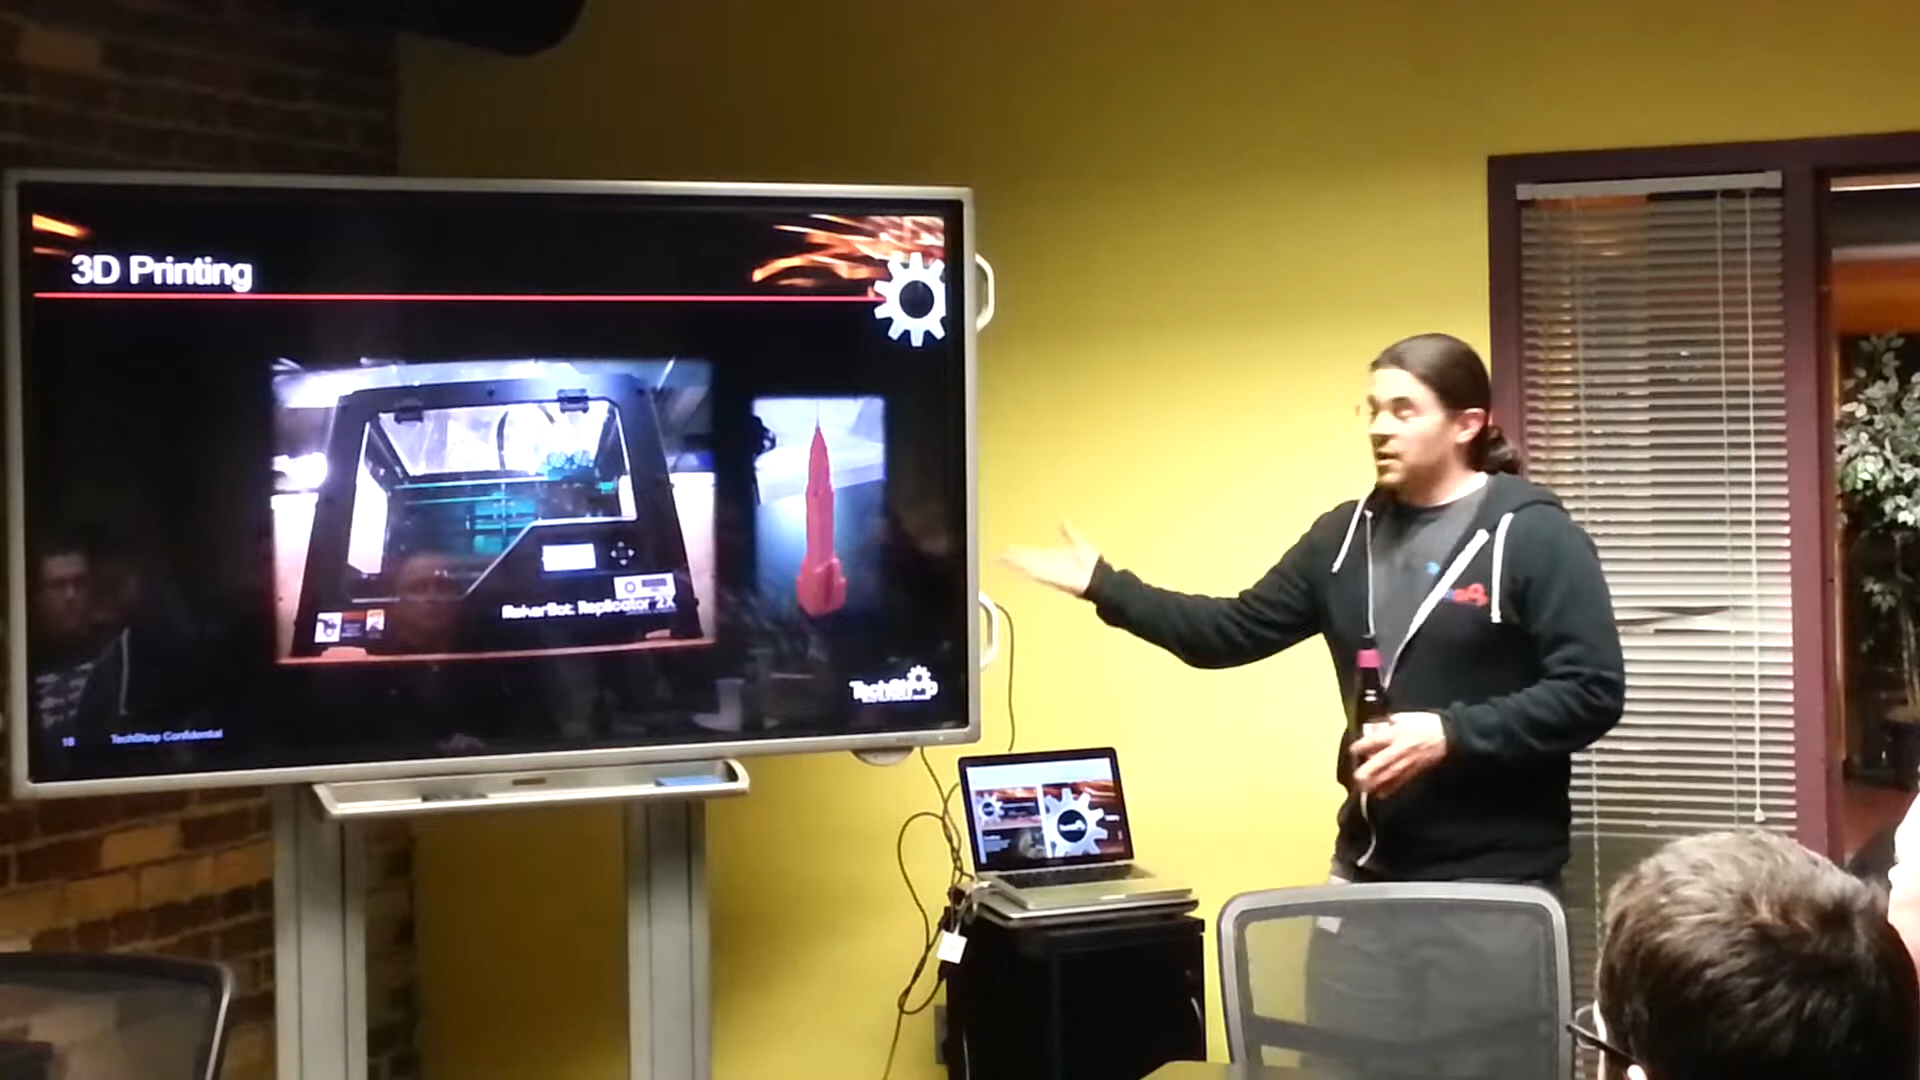 3D Printing
MakerBot Replicator 2X
TechShop
18 TechShop Confidential